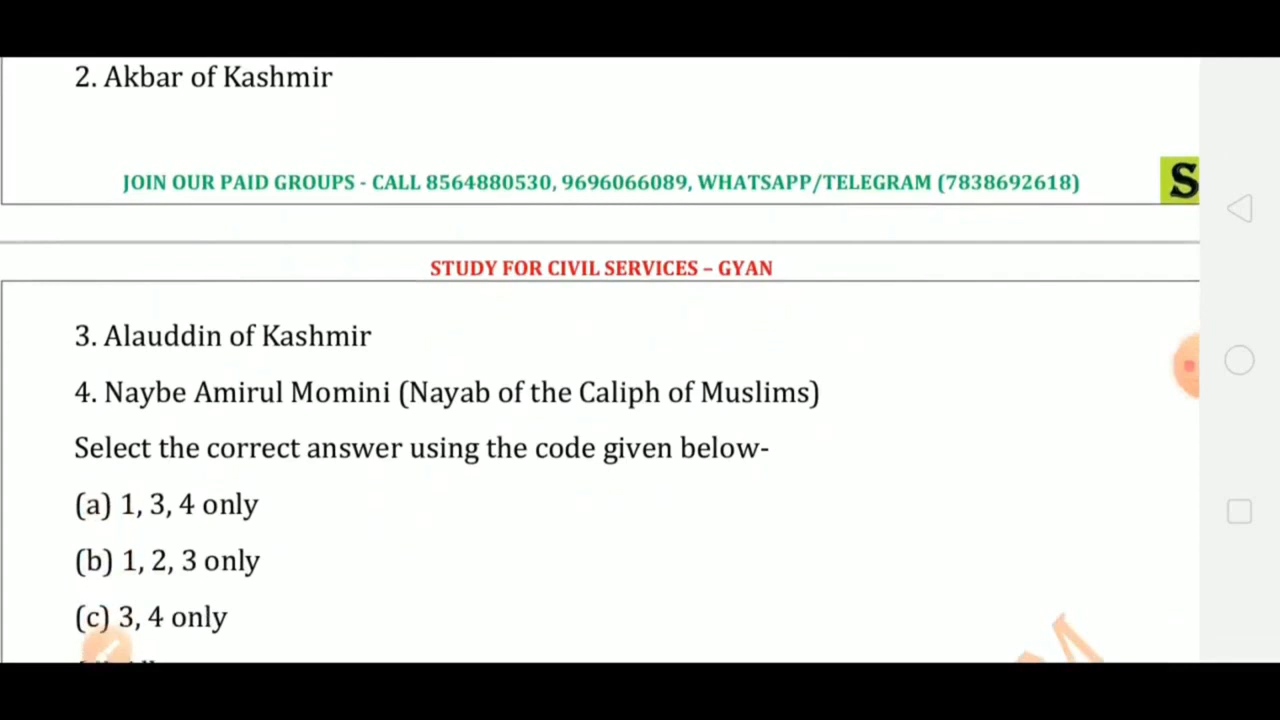 2. Akbar of Kashmir
JOIN OUR PAID GROUPS - CALL 8564880530, 9696066089, WHATSAPP/TELEGRAM (7838692618)
S
STUDY FOR CIVIL SERVICES – GYAN
3. Alauddin of Kashmir
4. Naybe Amirul Momini (Nayab of the Caliph of Muslims)
Select the correct answer using the code given below-
(a) 1, 3, 4 only
(b) 1, 2, 3 only
(c) 3, 4 only